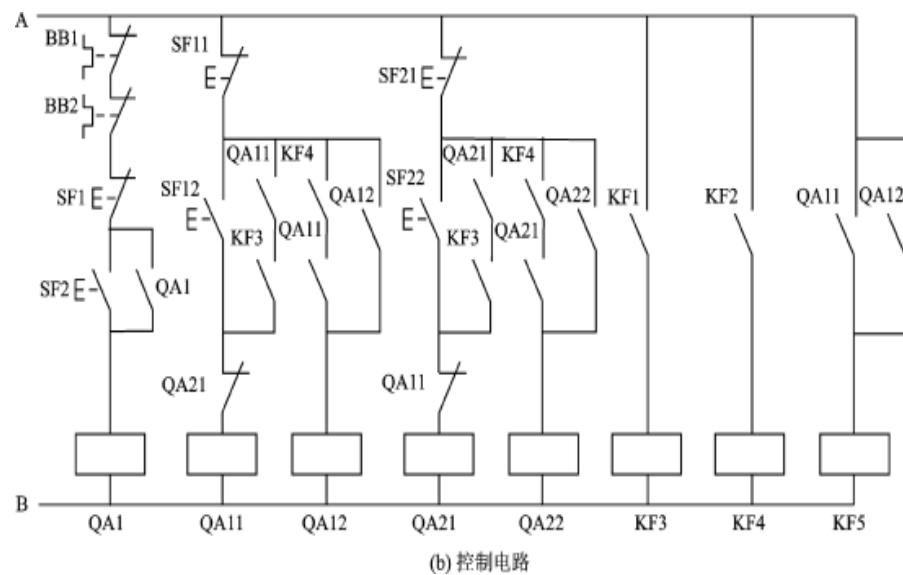 A
BB1
BB2
SF1
SF2
QA1
SF11
QA11 KF4
SF12
QA12
KF3 QA11
QA21
SF21
QA21 KF4
SF22
QA22
KF3 QA21
QA11
KF1
KF2
QA11
QA12
B
QA1 QA11 QA12 QA21 QA22 KF3 KF4 KF5
(b) 控制电路